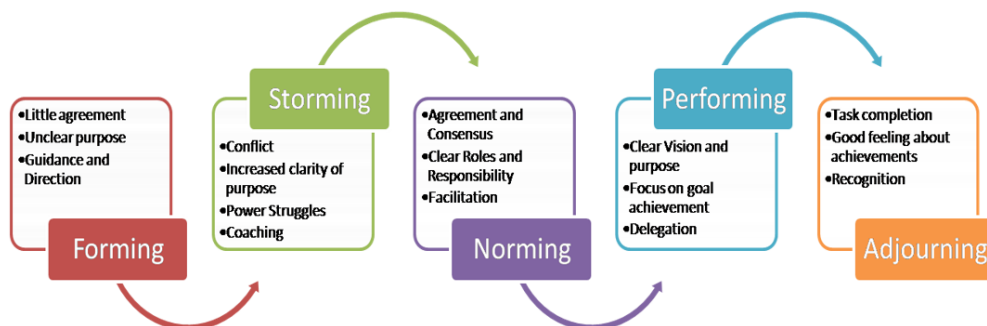 •Little agreement
•Unclear purpose
•Guidance and
Direction
Forming
Storming
•Conflict
•Increased clarity of
purpose
•Power Struggles
•Coaching
•Agreement and
Consensus
•Clear Roles and
Responsibility
•Facilitation
Norming
Performing
•Clear Vision and
purpose
•Focus on goal
achievement
•Delegation
•Task completion
•Good feeling about
achievements
•Recognition
Adjourning